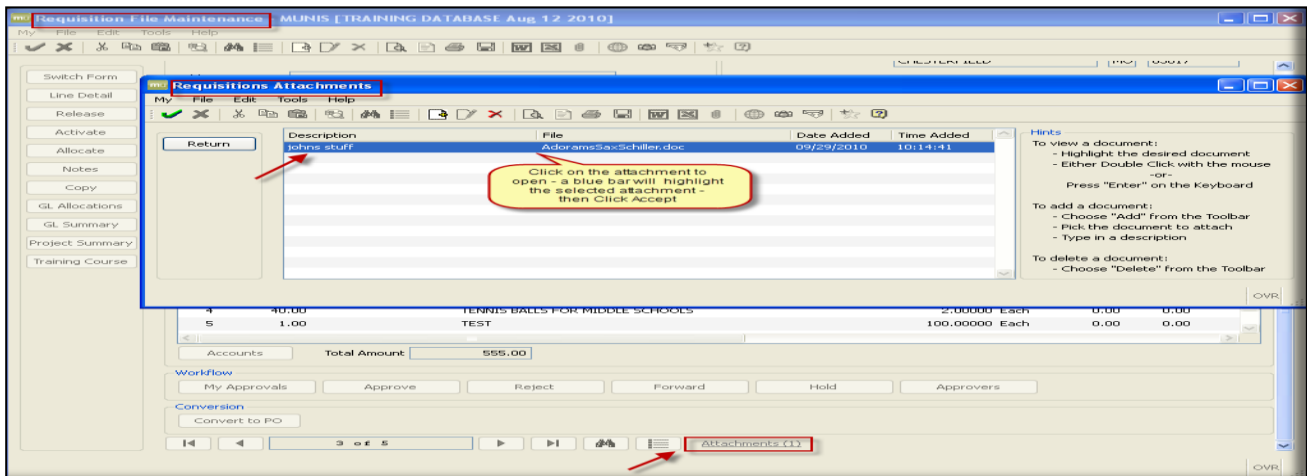 Requisition File Maintenance - MUNIS [TRAINING DATABASE Aug 12 2010]
My File Edit Tools Help
Switch Form
Line Detail
Release
Activate
Allocate
Notes
Copy
GL Allocations
GL Summary
Project Summary
Training Course
CHESTERFIELD MO 63017
Requisitions Attachments
My File Edit Tools Help
Return
Description File Date Added Time Added
johns stuff AdoramsSaxSchiller.doc 09/29/2010 10:14:41
Click on the attachment to
open - a blue bar will highlight
the selected attachment -
then Click Accept
Hints
To view a document:
- Highlight the desired document
- Either Double Click with the mouse
-or-
Press "Enter" on the Keyboard
To add a document:
- Choose "Add" from the Toolbar
- Pick the document to attach
- Type in a description
To delete a document:
- Choose "Delete" from the Toolbar
OVR
4 40.00 TENNIS BALLS FOR MIDDLE SCHOOLS 2.00000 Each 0.00 0.00
5 1.00 TEST 100.00000 Each 0.00 0.00
Accounts Total Amount 555.00
Workflow
My Approvals Approve Reject Forward Hold Approvers
Conversion
Convert to PO
3 of 5 Attachments (1)
OVR